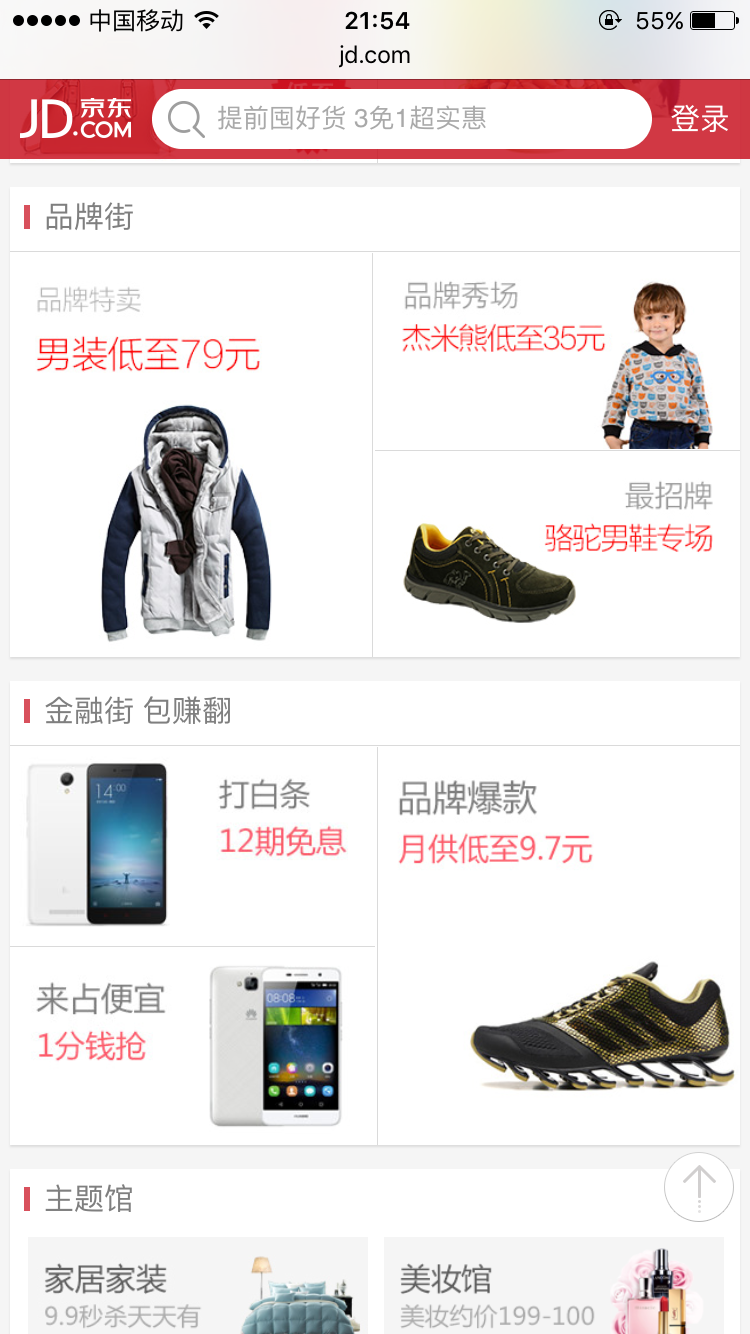 中国移动 21:54 55%
jd.com
JD.COM 京东 提前囤好货 3免1超实惠 登录
品牌街
品牌特卖
男装低至79元
品牌秀场
杰米熊低至35元
最招牌
骆驼男鞋专场
金融街 包赚翻
14:00
打白条
12期免息
品牌爆款
月供低至9.7元
来占便宜
1分钱抢
08:08
HUAWEI
主题馆
家居家装
9.9秒杀天天有
美妆馆
美妆约价199-100